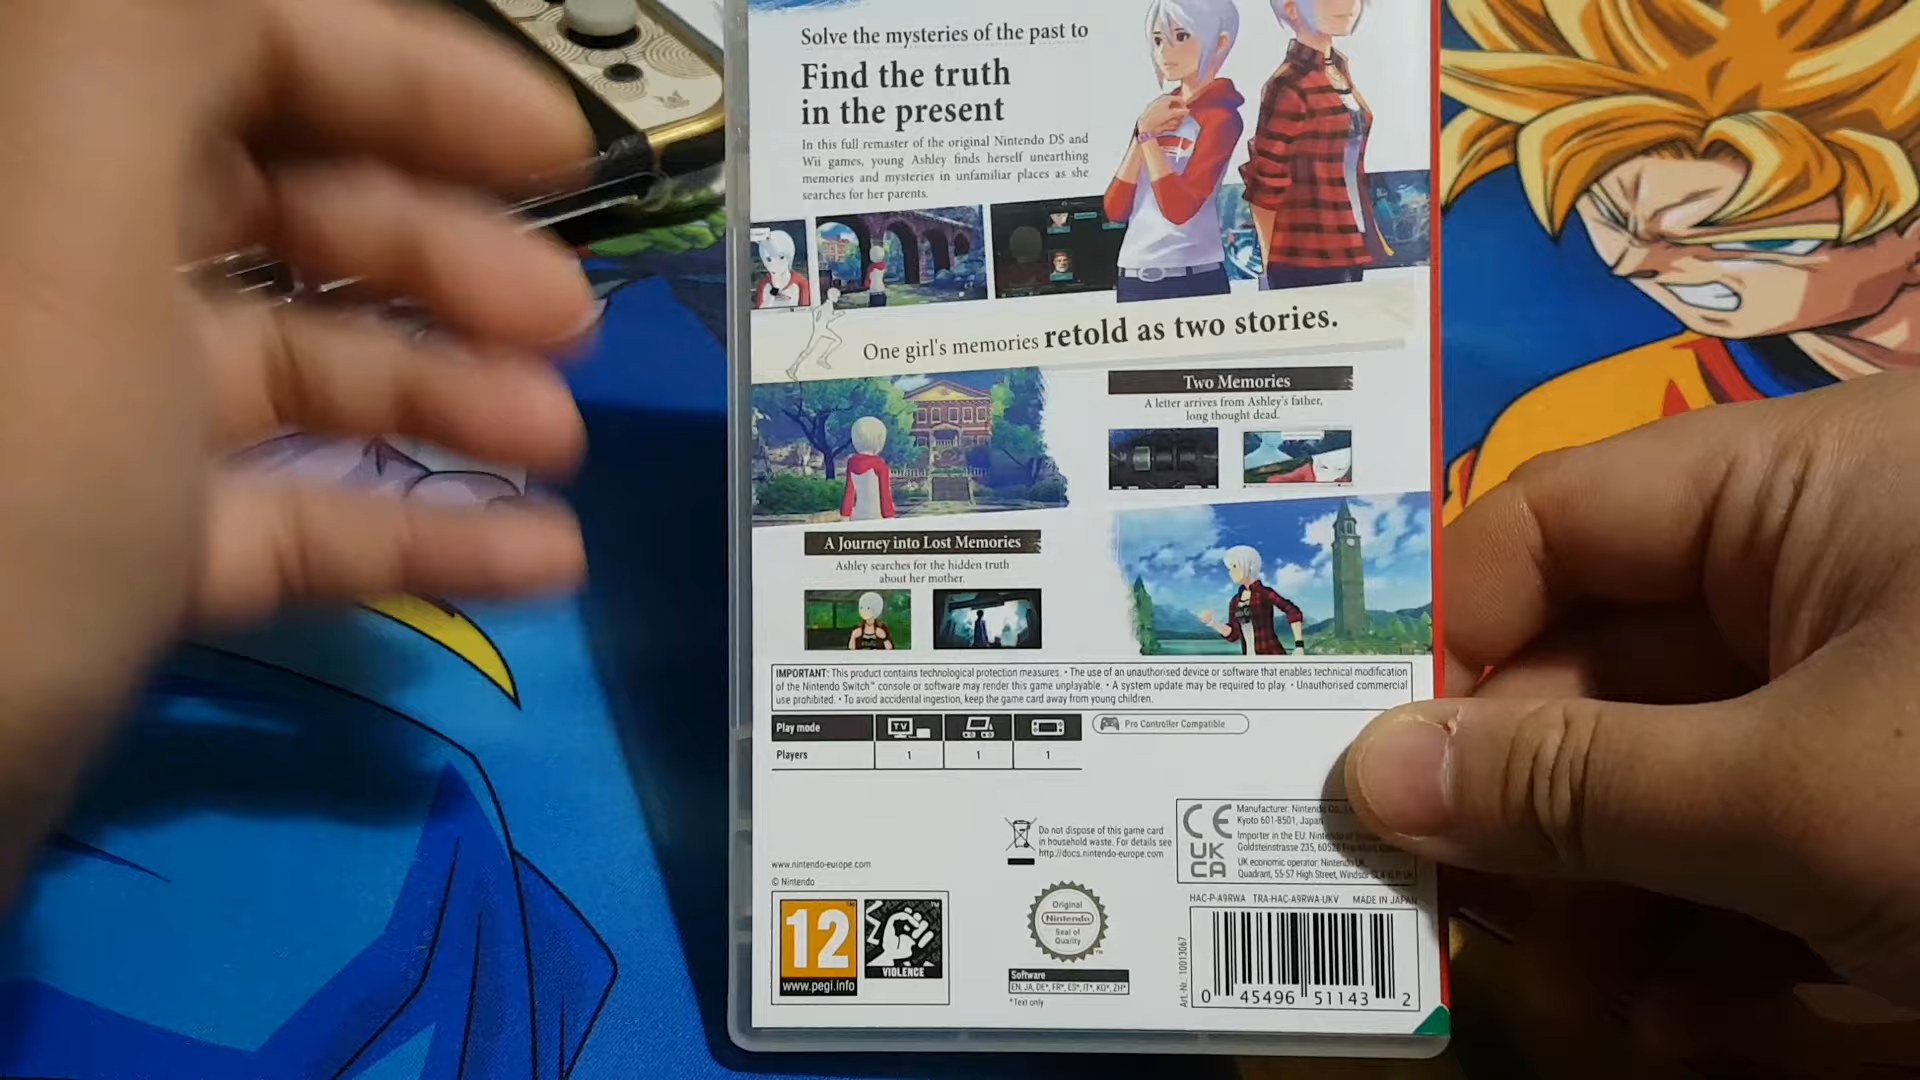 Solve the mysteries of the past to
Find the truth
in the present
In this full remaster of the original Nintendo DS and
Wii games, young Ashley finds herself unearthing
memories and mysteries in unfamiliar places as she
searches for her parents.
One girl's memories retold as two stories.
Two Memories
A letter arrives from Ashley's father,
long thought dead.
A Journey into Lost Memories
Ashley searches for the hidden truth
about her mother.
IMPORTANT: This product contains technological protection measures. • The use of an unauthorised device or software that enables technical modification
of the Nintendo Switch™ console or software may render this game unplayable. • A system update may be required to play. • Unauthorised commercial
use prohibited. • To avoid accidental ingestion, keep the game card away from young children.
Play mode TV
Pro Controller Compatible
Players 1 1 1
Do not dispose of this game card
in household waste. For details see
http://docs.nintendo-europe.com
CE
UK
CA
Manufacturer: Nintendo
Kyoto 601-8501, Japan
Importer in the EU: Nintendo
Goldsteinstrasse 235,
UK economic operator: Nintendo UK,
Quadrant, 55-57 High Street, Windsor
www.nintendo-europe.com
© Nintendo
HAC-P-A9RWA TRA-HAC-A9RWA-UKV MADE IN JAPAN
12™
www.pegi.info
™
VIOLENCE
Original
Nintendo
Seal of
Quality
™
Software
EN, JA, DE*, FR*, ES*, IT*, KO*, ZH*
*Text only
Art.-Nr.: 10013067
0 45496 51143 2